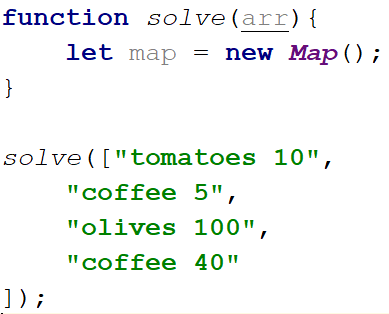 function solve(arr){
    let map = new Map();
}

solve(["tomatoes 10",
    "coffee 5",
    "olives 100",
    "coffee 40"
]);